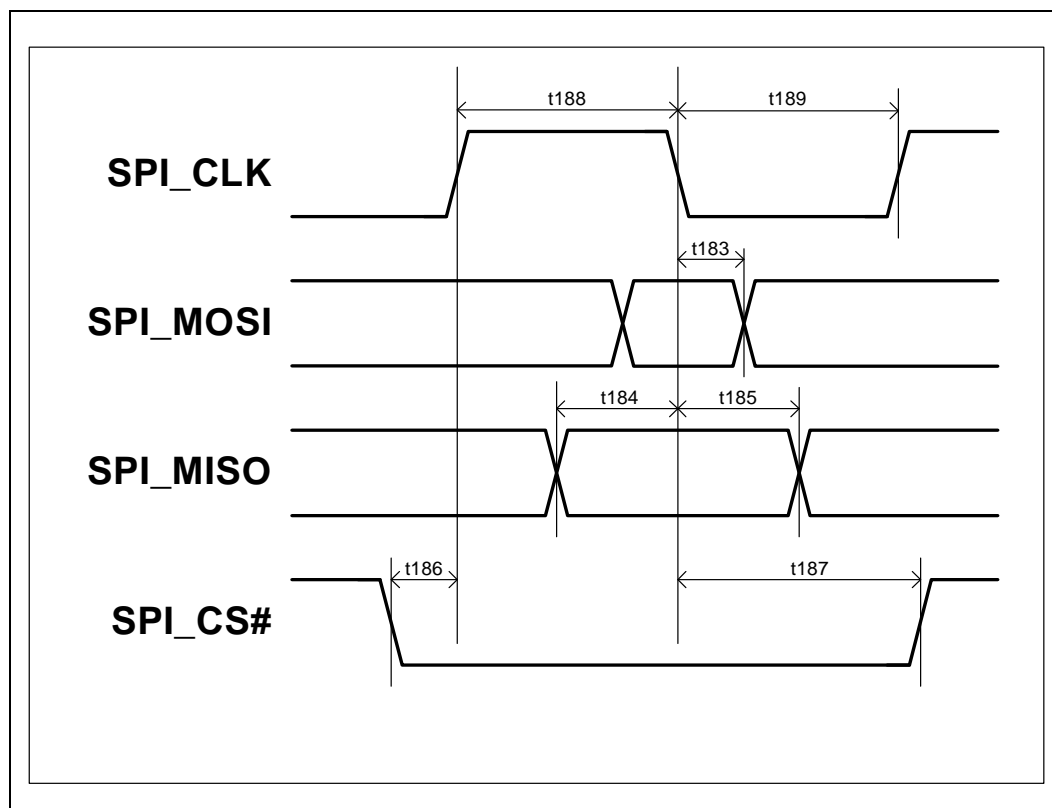 t188
t189
SPI_CLK
t183
SPI_MOSI
t184
t185
SPI_MISO
t186
t187
SPI_CS#